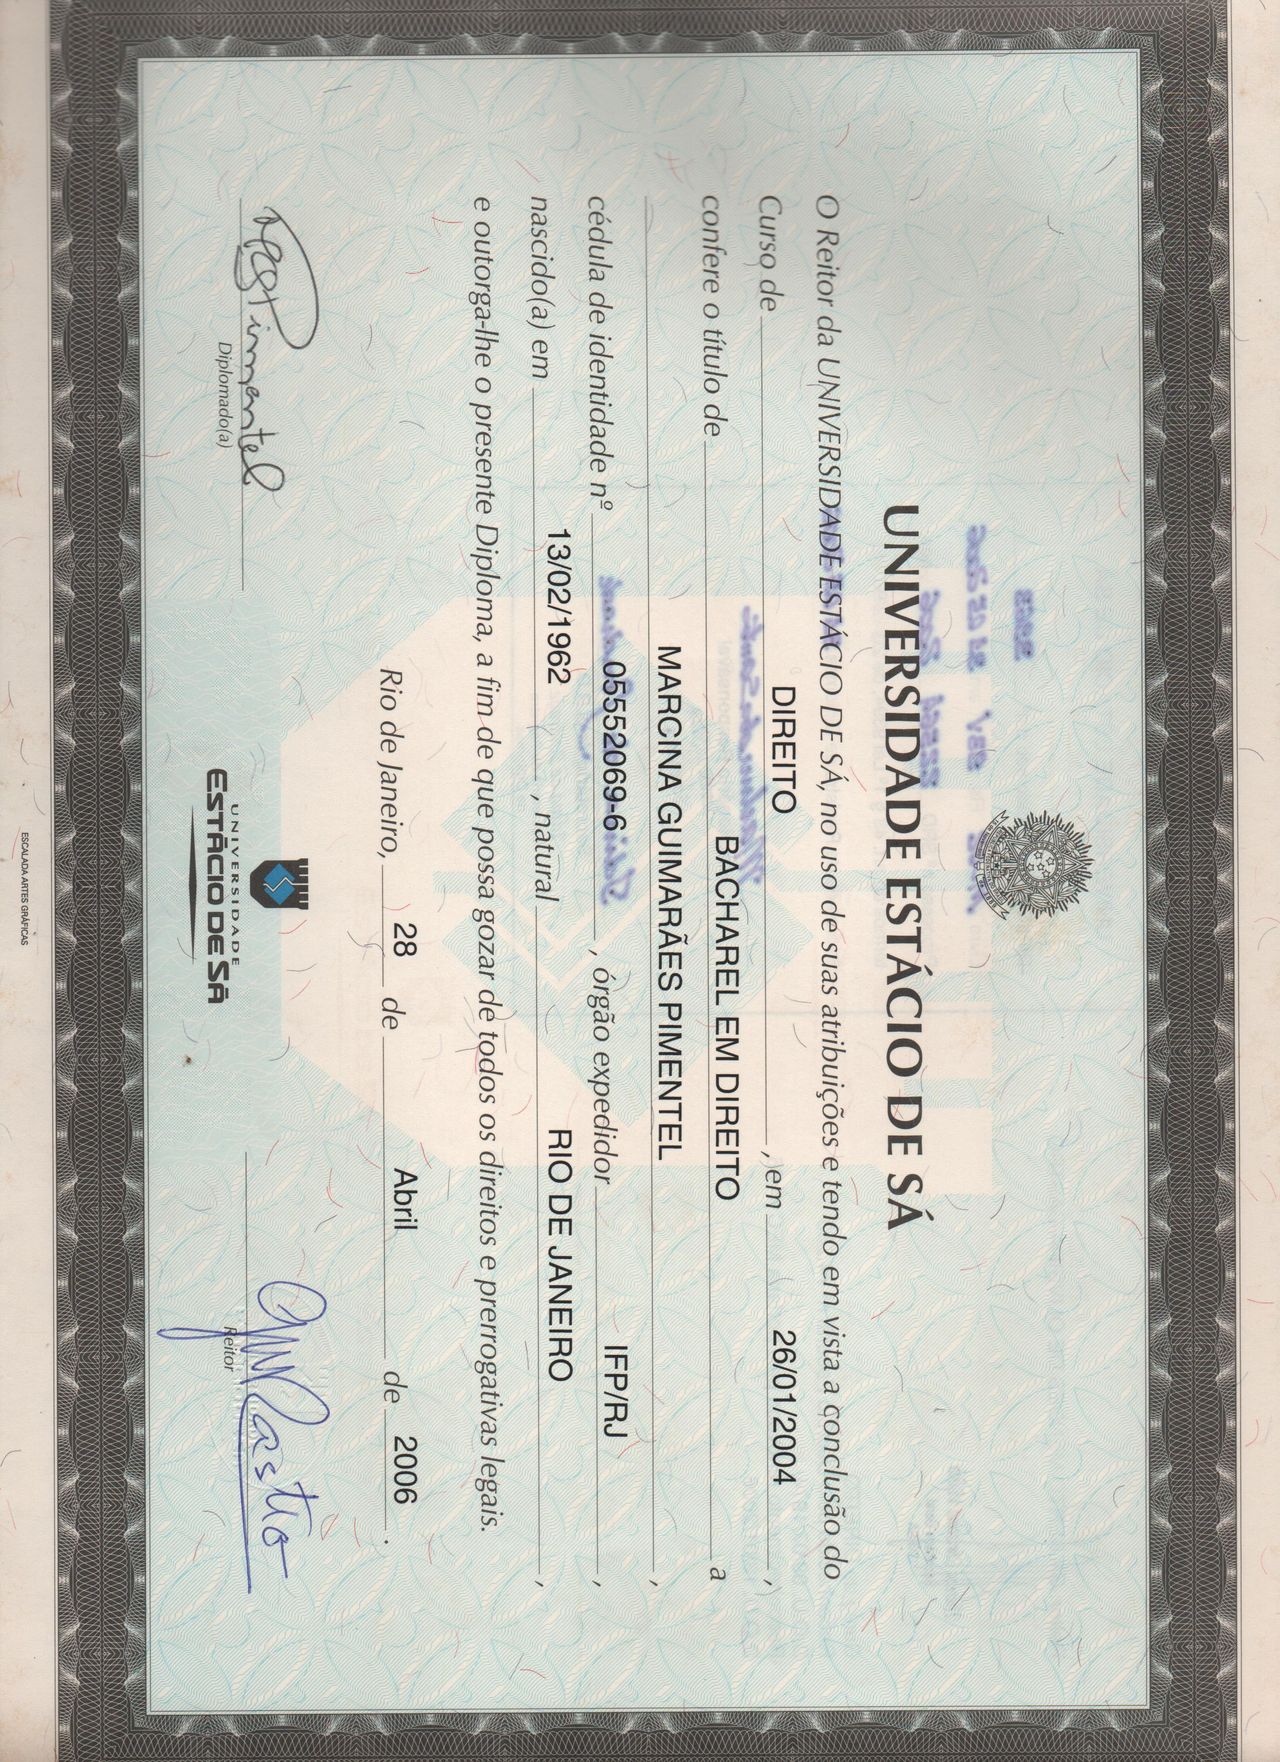 UNIVERSIDADE ESTÁCIO DE SÁ
O Reitor da UNIVERSIDADE ESTÁCIO DE SÁ, no uso de suas atribuições e tendo em vista a conclusão do
Curso de DIREITO, em 26/01/2004,
confere o título de BACHAREL EM DIREITO a
MARCINA GUIMARÃES PIMENTEL,
cédula de identidade nº 05552069-6, órgão expedidor IFP/RJ,
nascido(a) em 13/02/1962, natural RIO DE JANEIRO,
e outorga-lhe o presente Diploma, a fim de que possa gozar de todos os direitos e prerrogativas legais.
Rio de Janeiro, 28 de Abril de 2006.
Diplomado(a)
UNIVERSIDADE
ESTÁCIO DE SÁ
Reitor
ESCALADA ARTES GRÁFICAS